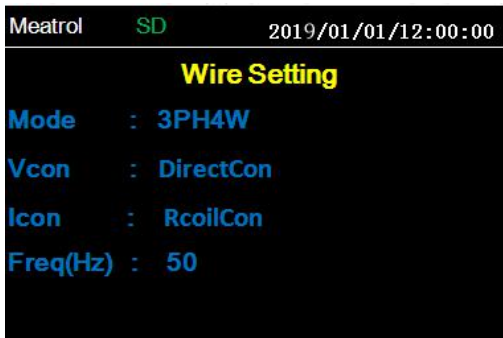 Meatrol SD 2019/01/01/12:00:00
Wire Setting
Mode : 3PH4W
Vcon : DirectCon
Icon : RcoilCon
Freq(Hz) : 50